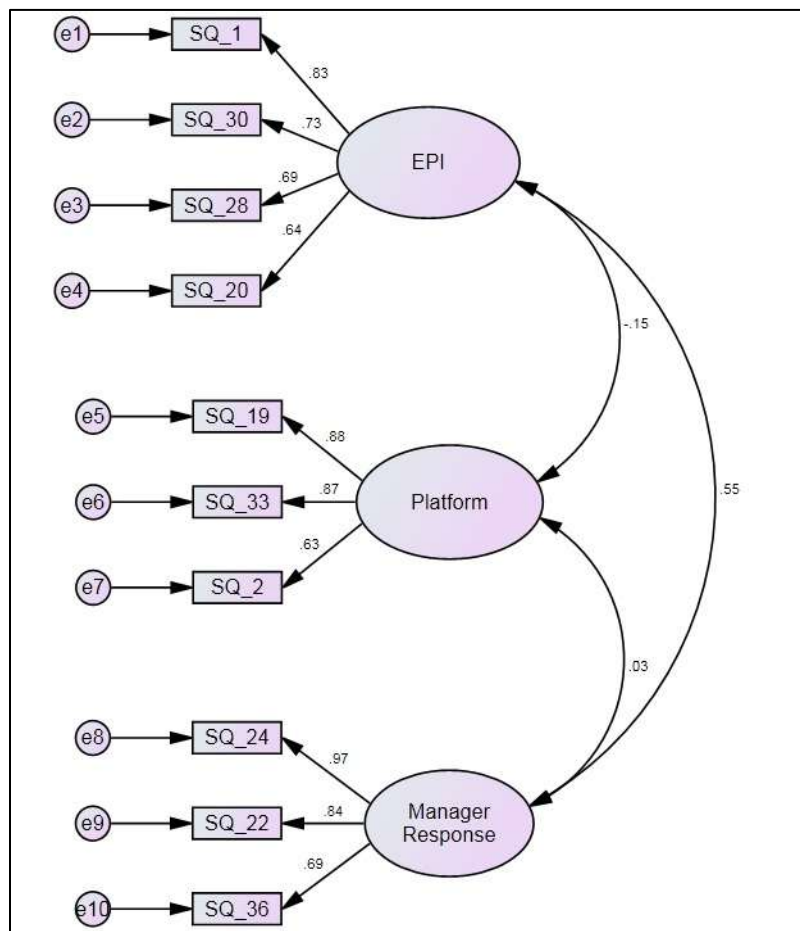 e1
SQ_1
.83
e2
SQ_30
.73
EPI
e3
SQ_28
.69
e4
SQ_20
.64
-.15
e5
SQ_19
.88
e6
SQ_33
.87
Platform
.55
e7
SQ_2
.63
.03
e8
SQ_24
.97
e9
SQ_22
.84
Manager
Response
e10
SQ_36
.69